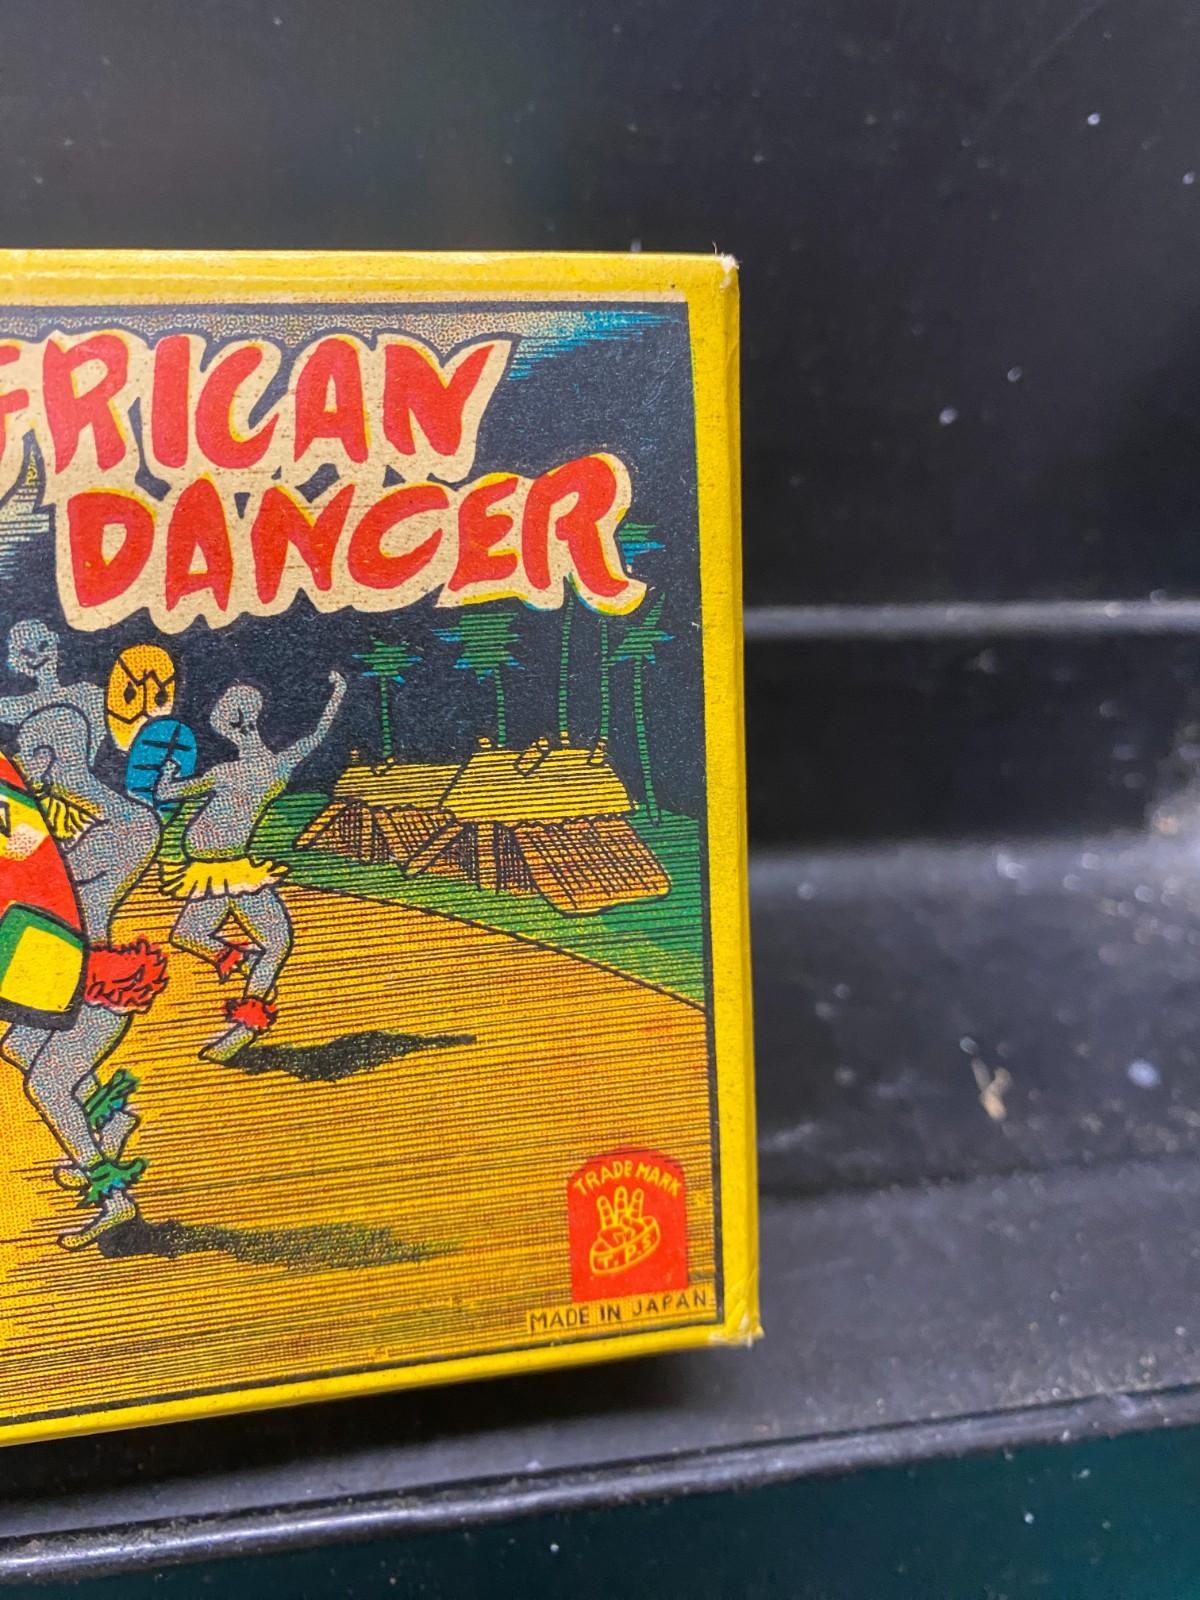 FRICAN
DANCER
TRADE MARK
T.P.S.
MADE IN JAPAN